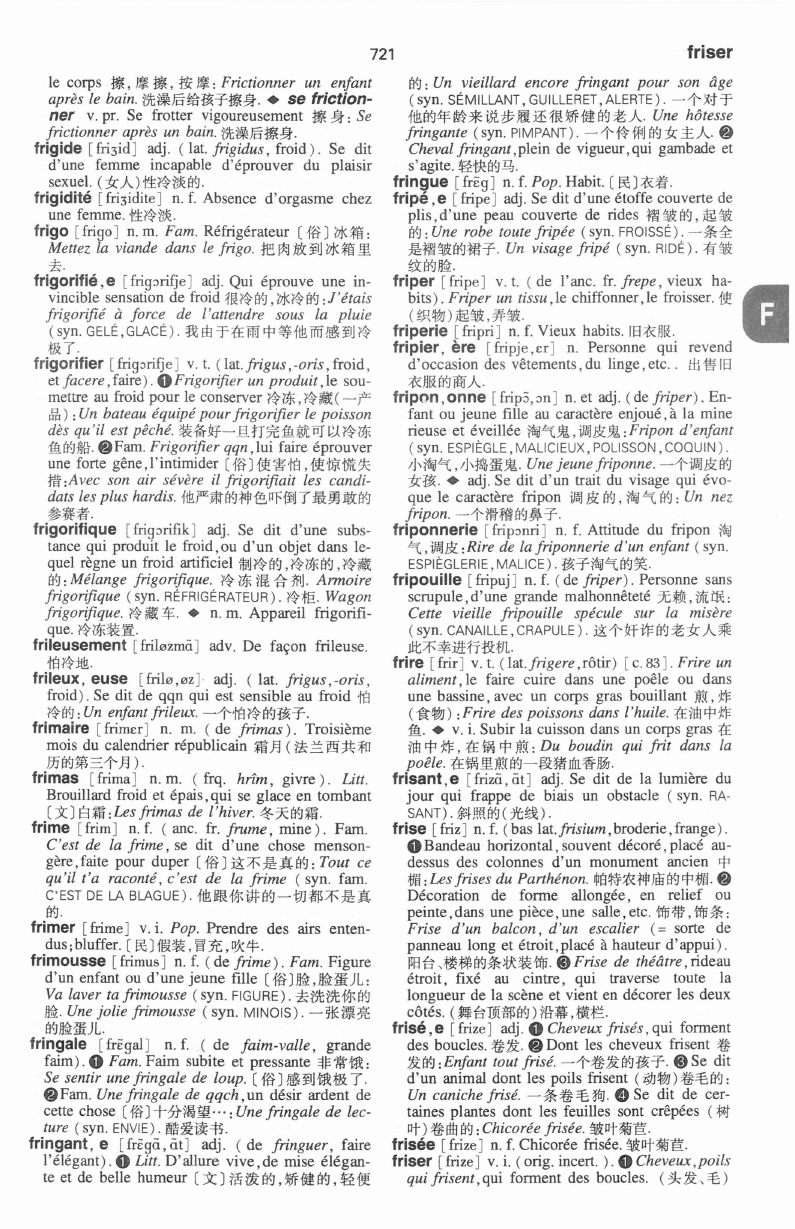 721
friser
le corps 擦,摩擦,按摩:Frictionner un enfant
après le bain. 洗澡后给孩子擦身. ◆ se friction-
ner v. pr. Se frotter vigoureusement 擦身: Se
frictionner après un bain. 洗澡后擦身.
frigide [friʒid] adj. ( lat. frigidus, froid). Se dit
d'une femme incapable d'éprouver du plaisir
sexuel. (女人)性冷淡的.
frigidité [friʒidite] n. f. Absence d'orgasme chez
une femme. 性冷淡.
frigo [frigo] n. m. Fam. Réfrigérateur 〔俗〕冰箱:
Mettez la viande dans le frigo. 把肉放到冰箱里
去.
frigorifié,e [frigɔrifje] adj. Qui éprouve une in-
vincible sensation de froid 很冷的,冰冷的:J'étais
frigorifié à force de l'attendre sous la pluie
(syn. GELÉ,GLACÉ). 我由于在雨中等他而感到冷
极了.
frigorifier [frigɔrifje] v. t. (lat. frigus,-oris,froid,
et facere,faire). ❶Frigorifier un produit,le sou-
mettre au froid pour le conserver 冷冻,冷藏(一产
品):Un bateau équipé pour frigorifier le poisson
dès qu'il est pêché. 装备好一旦打完鱼就可以冷冻
鱼的船. ❷Fam. Frigorifier qqn,lui faire éprouver
une forte gêne,l'intimider 〔俗〕使害怕,使惊慌失
措:Avec son air sévère il frigorifiait les candi-
dats les plus hardis. 他严肃的神色吓倒了最勇敢的
参赛者.
frigorifique [frigɔrifik] adj. Se dit d'une subs-
tance qui produit le froid,ou d'un objet dans le-
quel règne un froid artificiel 制冷的,冷冻的,冷藏
的:Mélange frigorifique. 冷冻混合剂. Armoire
frigorifique (syn. RÉFRIGÉRATEUR). 冷柜. Wagon
frigorifique. 冷藏车. ◆ n. m. Appareil frigorifi-
que. 冷冻装置.
frileusement [friløzmɑ̃] adv. De façon frileuse.
怕冷地.
frileux, euse [frilø,øz] adj. ( lat. frigus,-oris,
froid). Se dit de qqn qui est sensible au froid 怕
冷的:Un enfant frileux. 一个怕冷的孩子.
frimaire [frimɛr] n. m. (de frimas). Troisième
mois du calendrier républicain 霜月(法兰西共和
历的第三个月).
frimas [frima] n. m. (frq. hrîm, givre). Litt.
Brouillard froid et épais,qui se glace en tombant
〔文〕白霜:Les frimas de l'hiver. 冬天的霜.
frime [frim] n. f. ( anc. fr. frume, mine). Fam.
C'est de la frime, se dit d'une chose menson-
gère,faite pour duper 〔俗〕这不是真的:Tout ce
qu'il t'a raconté, c'est de la frime (syn. fam.
C'EST DE LA BLAGUE). 他跟你讲的一切都不是真
的.
frimer [frime] v. i. Pop. Prendre des airs enten-
dus;bluffer. 〔民〕假装,冒充,吹牛.
frimousse [frimus] n. f. (de frime). Fam. Figure
d'un enfant ou d'une jeune fille 〔俗〕脸,脸蛋儿:
Va laver ta frimousse (syn. FIGURE). 去洗洗你的
脸. Une jolie frimousse (syn. MINOIS). 一张漂亮
的脸蛋儿.
fringale [frɛ̃gal] n. f. ( de faim-valle, grande
faim). ❶ Fam. Faim subite et pressante 非常饿:
Se sentir une fringale de loup. 〔俗〕感到饿极了.
❷Fam. Une fringale de qqch,un désir ardent de
cette chose 〔俗〕十分渴望…:Une fringale de lec-
ture (syn. ENVIE). 酷爱读书.
fringant, e [frɛ̃gɑ̃,ɑ̃t] adj. ( de fringuer, faire
l'élégant). ❶ Litt. D'allure vive,de mise élégan-
te et de belle humeur 〔文〕活泼的,矫健的,轻便
的:Un vieillard encore fringant pour son âge
(syn. SÉMILLANT,GUILLERET,ALERTE). 一个对于
他的年龄来说步履还很矫健的老人. Une hôtesse
fringante (syn. PIMPANT). 一个伶俐的女主人. ❷
Cheval fringant,plein de vigueur,qui gambade et
s'agite. 轻快的马.
fringue [frɛ̃g] n. f. Pop. Habit. 〔民〕衣着.
fripé,e [fripe] adj. Se dit d'une étoffe couverte de
plis,d'une peau couverte de rides 褶皱的,起皱
的:Une robe toute fripée (syn. FROISSÉ). 一条全
是褶皱的裙子. Un visage fripé (syn. RIDÉ). 有皱
纹的脸.
friper [fripe] v. t. ( de l'anc. fr. frepe, vieux ha-
bits). Friper un tissu,le chiffonner,le froisser. 使
(织物)起皱,弄皱.
friperie [fripri] n. f. Vieux habits. 旧衣服.
fripier, ère [fripje,ɛr] n. Personne qui revend
d'occasion des vêtements,du linge,etc.. 出售旧
衣服的商人.
fripon,onne [fripɔ̃,ɔn] n. et adj. (de friper). En-
fant ou jeune fille au caractère enjoué,à la mine
rieuse et éveillée 淘气鬼,调皮鬼:Fripon d'enfant
(syn. ESPIÈGLE,MALICIEUX,POLISSON,COQUIN).
小淘气,小捣蛋鬼. Une jeune friponne. 一个调皮的
女孩. ◆ adj. Se dit d'un trait du visage qui évo-
que le caractère fripon 调皮的,淘气的:Un nez
fripon. 一个滑稽的鼻子.
friponnerie [fripɔnri] n. f. Attitude du fripon 淘
气,调皮:Rire de la friponnerie d'un enfant (syn.
ESPIÈGLERIE,MALICE). 孩子淘气的笑.
fripouille [fripuj] n. f. (de friper). Personne sans
scrupule,d'une grande malhonnêteté 无赖,流氓:
Cette vieille fripouille spécule sur la misère
(syn. CANAILLE,CRAPULE). 这个奸诈的老女人乘
此不幸进行投机.
frire [frir] v. t. (lat. frigere,rôtir) [c. 83]. Frire un
aliment,le faire cuire dans une poêle ou dans
une bassine,avec un corps gras bouillant 煎,炸
(食物):Frire des poissons dans l'huile. 在油中炸
鱼. ◆ v. i. Subir la cuisson dans un corps gras 在
油中炸,在锅中煎:Du boudin qui frit dans la
poêle. 在锅里煎的一段猪血香肠.
frisant,e [frizɑ̃,ɑ̃t] adj. Se dit de la lumière du
jour qui frappe de biais un obstacle ( syn. RA-
SANT). 斜照的(光线).
frise [friz] n. f. (bas lat. frisium,broderie,frange).
❶Bandeau horizontal,souvent décoré,placé au-
dessus des colonnes d'un monument ancien 中
楣:Les frises du Parthénon. 帕特农神庙的中楣. ❷
Décoration de forme allongée, en relief ou
peinte,dans une pièce,une salle,etc. 饰带,饰条:
Frise d'un balcon, d'un escalier (= sorte de
panneau long et étroit,placé à hauteur d'appui).
阳台、楼梯的条状装饰. ❸ Frise de théâtre,rideau
étroit, fixé au cintre, qui traverse toute la
longueur de la scène et vient en décorer les deux
côtés. (舞台顶部的)沿幕,横栏.
frisé,e [frize] adj. ❶ Cheveux frisés, qui forment
des boucles. 卷发. ❷ Dont les cheveux frisent 卷
发的:Enfant tout frisé. 一个卷发的孩子. ❸ Se dit
d'un animal dont les poils frisent (动物)卷毛的:
Un caniche frisé. 一条卷毛狗. ❹ Se dit de cer-
taines plantes dont les feuilles sont crêpées (树
叶)卷曲的:Chicorée frisée. 皱叶菊苣.
frisée [frize] n. f. Chicorée frisée. 皱叶菊苣.
friser [frize] v. i. (orig. incert. ). ❶ Cheveux,poils
qui frisent,qui forment des boucles. (头发、毛)
F